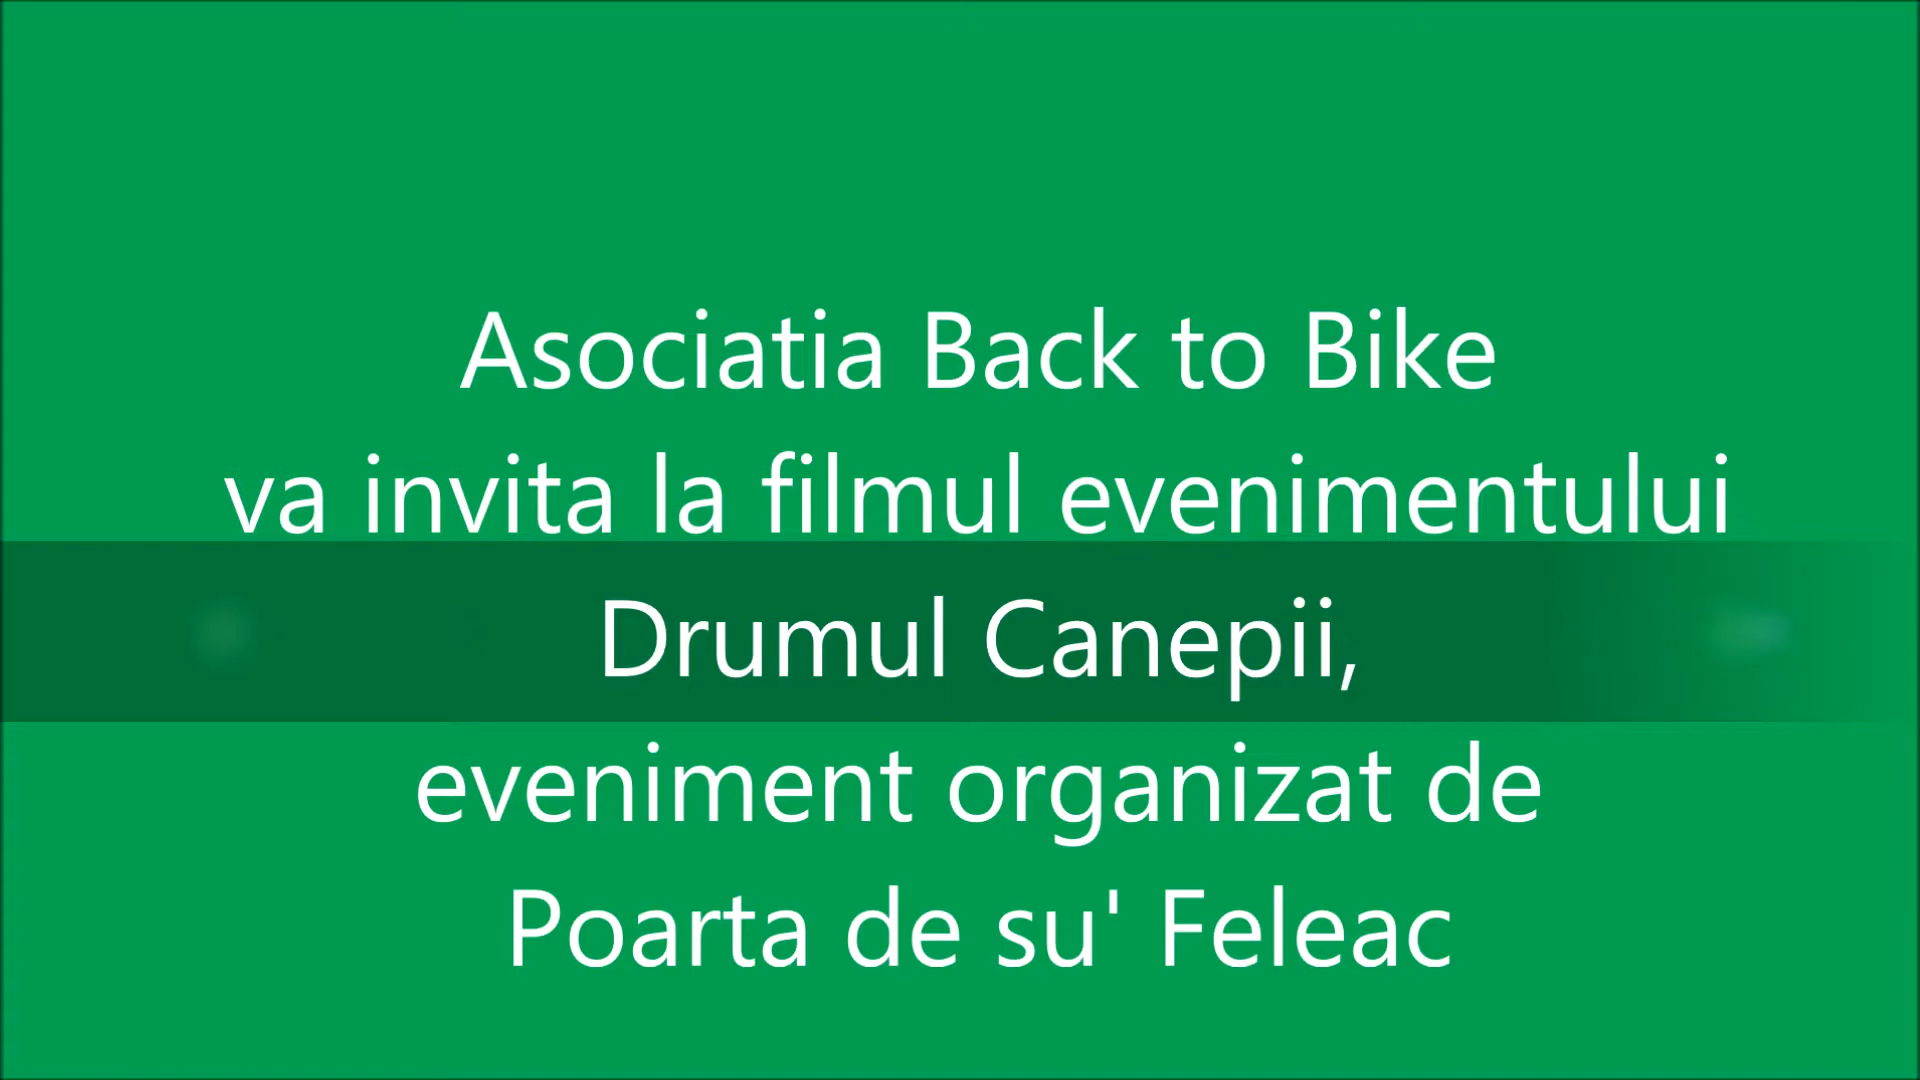 Asociatia Back to Bike
va invita la filmul evenimentului
Drumul Canepii,
eveniment organizat de
Poarta de su' Feleac